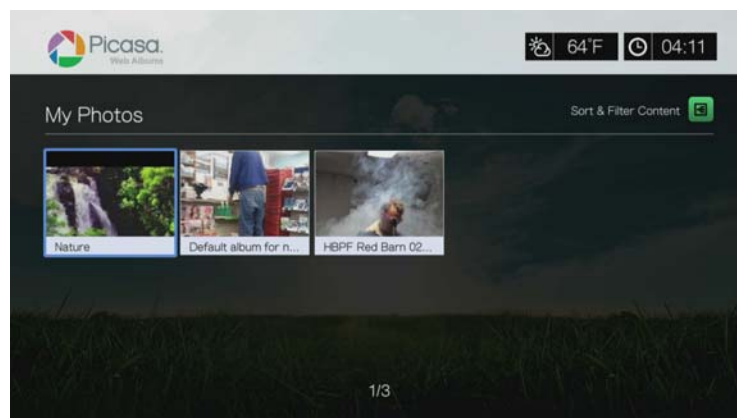 Picasa.
Web Albums
64°F
04:11
My Photos
Sort & Filter Content
Nature
Default album for n...
HBPF Red Barn 02...
1/3